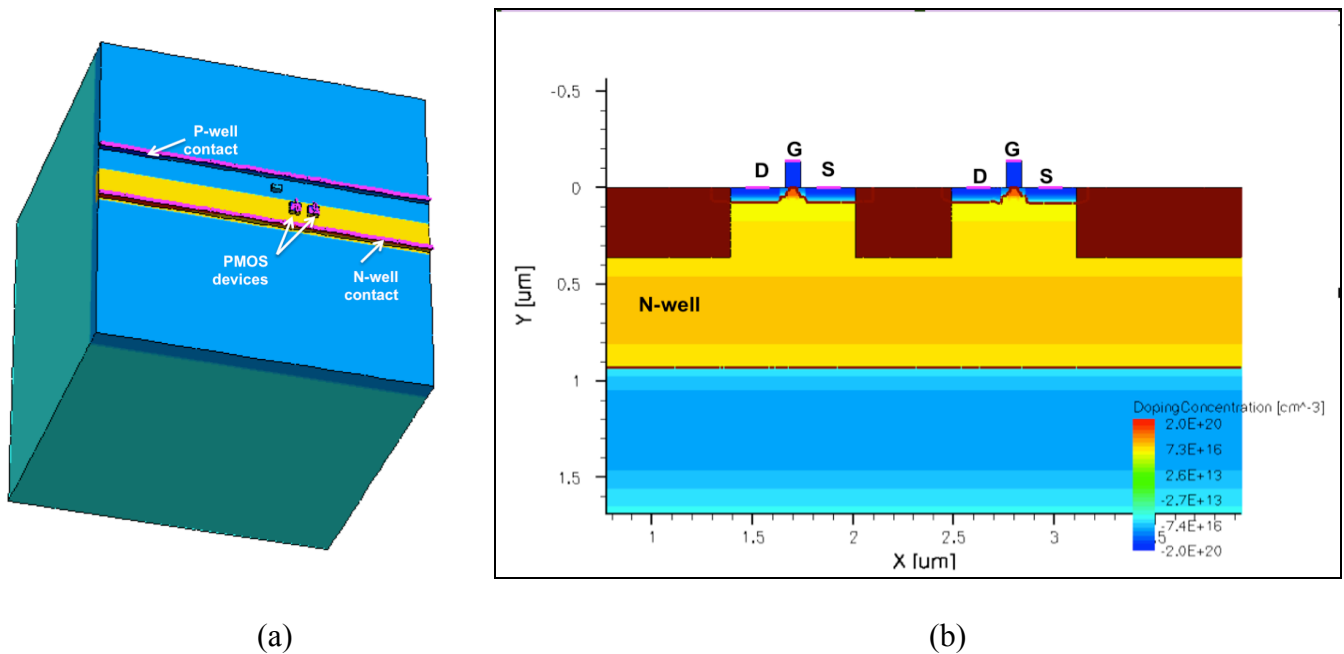 P-well
contact
PMOS
devices
N-well
contact
-0.5
0
0.5
1
1.5
Y [um]
D
G
S
D
G
S
N-well
DopingConcentration [cm^-3]
2.0E+20
7.3E+16
2.6E+13
-2.7E+13
-7.4E+16
-2.0E+20
1
1.5
2
2.5
3
X [um]
(a)
(b)